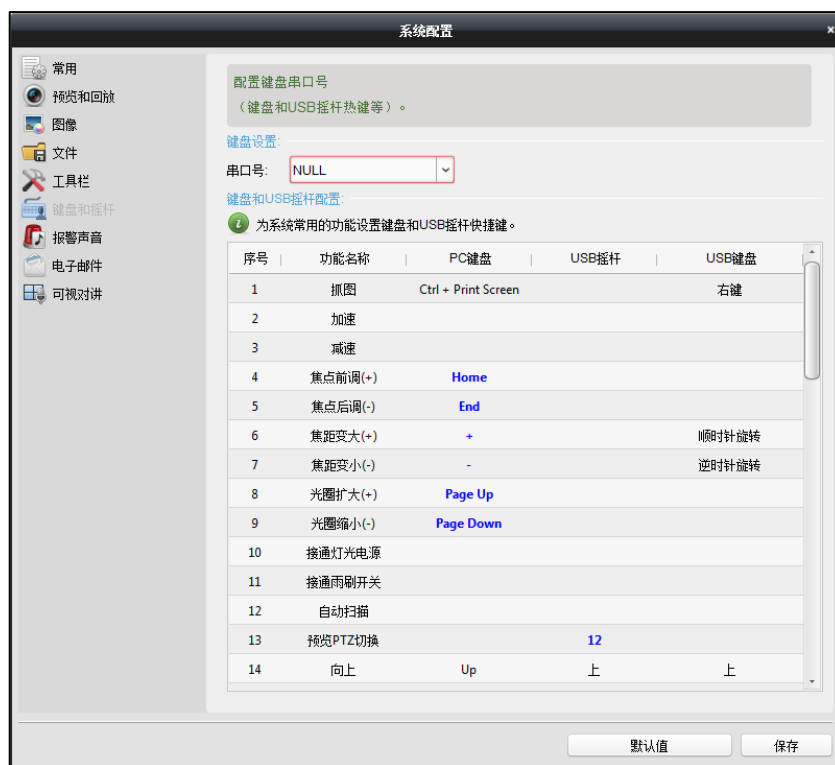 系统配置
×
常用
预览和回放
图像
文件
工具栏
键盘和摇杆
报警声音
电子邮件
可视对讲
配置键盘串口号
（键盘和USB摇杆热键等）。
键盘设置:
串口号: NULL
键盘和USB摇杆配置:
为系统常用的功能设置键盘和USB摇杆快捷键。
序号 功能名称 PC键盘 USB摇杆 USB键盘
1 抓图 Ctrl + Print Screen 右键
2 加速
3 减速
4 焦点前调(+) Home
5 焦点后调(-) End
6 焦距变大(+) + 顺时针旋转
7 焦距变小(-) - 逆时针旋转
8 光圈扩大(+) Page Up
9 光圈缩小(-) Page Down
10 接通灯光电源
11 接通雨刷开关
12 自动扫描
13 预览PTZ切换 12
14 向上 Up 上 上
默认值 保存